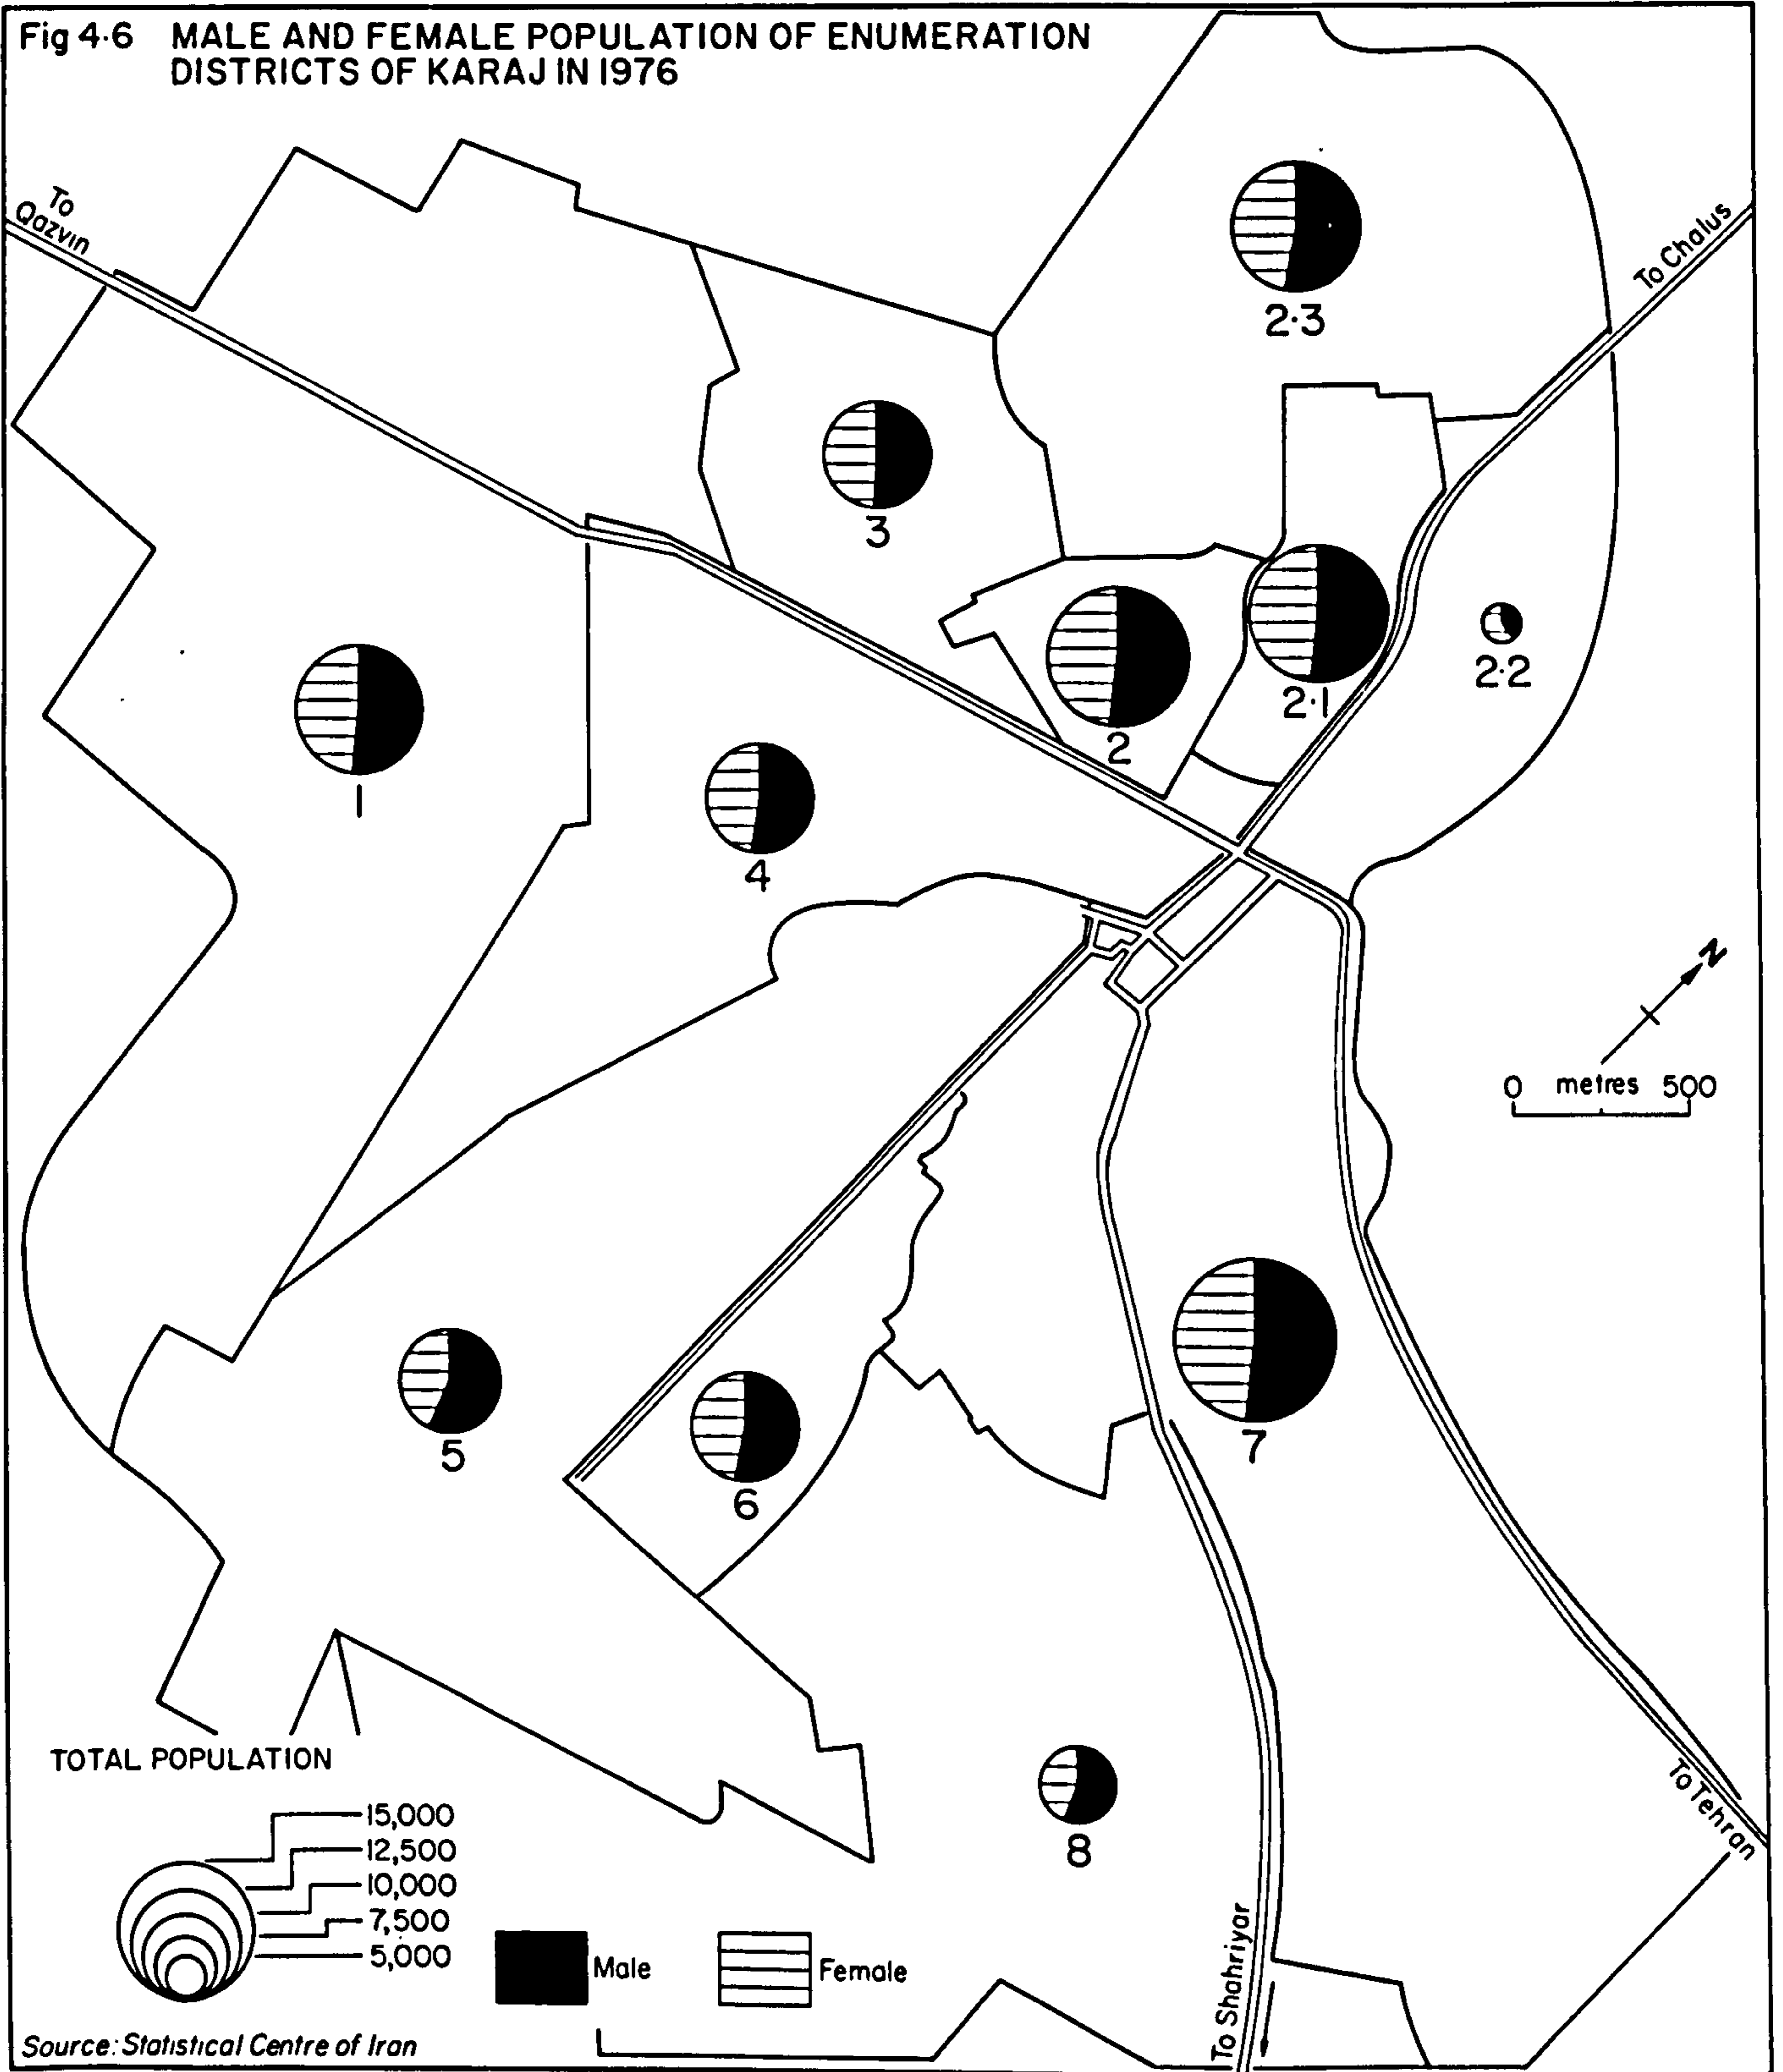 Fig 4·6 MALE AND FEMALE POPULATION OF ENUMERATION
DISTRICTS OF KARAJ IN 1976
To
Qazvin
To Chalus
2·3
3
2·1
2·2
2
1
4
N
0 metres 500
5
6
7
8
To Tehran
To Shahriyar
TOTAL POPULATION
15,000
12,500
10,000
7,500
5,000
Male
Female
Source: Statistical Centre of Iran